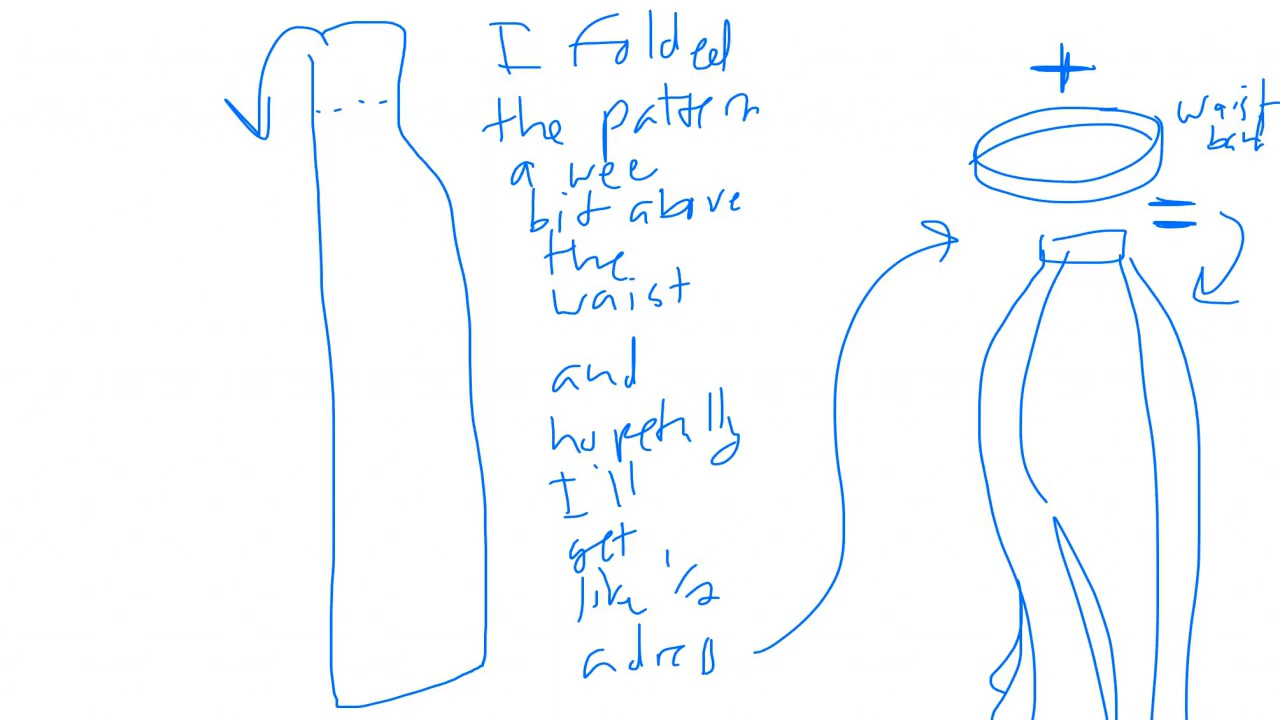 I folded
the pattern
a wee
bit above
the
waist
and
hopefully
I'll
get
like 1/2
a dress
+
waist
band
=